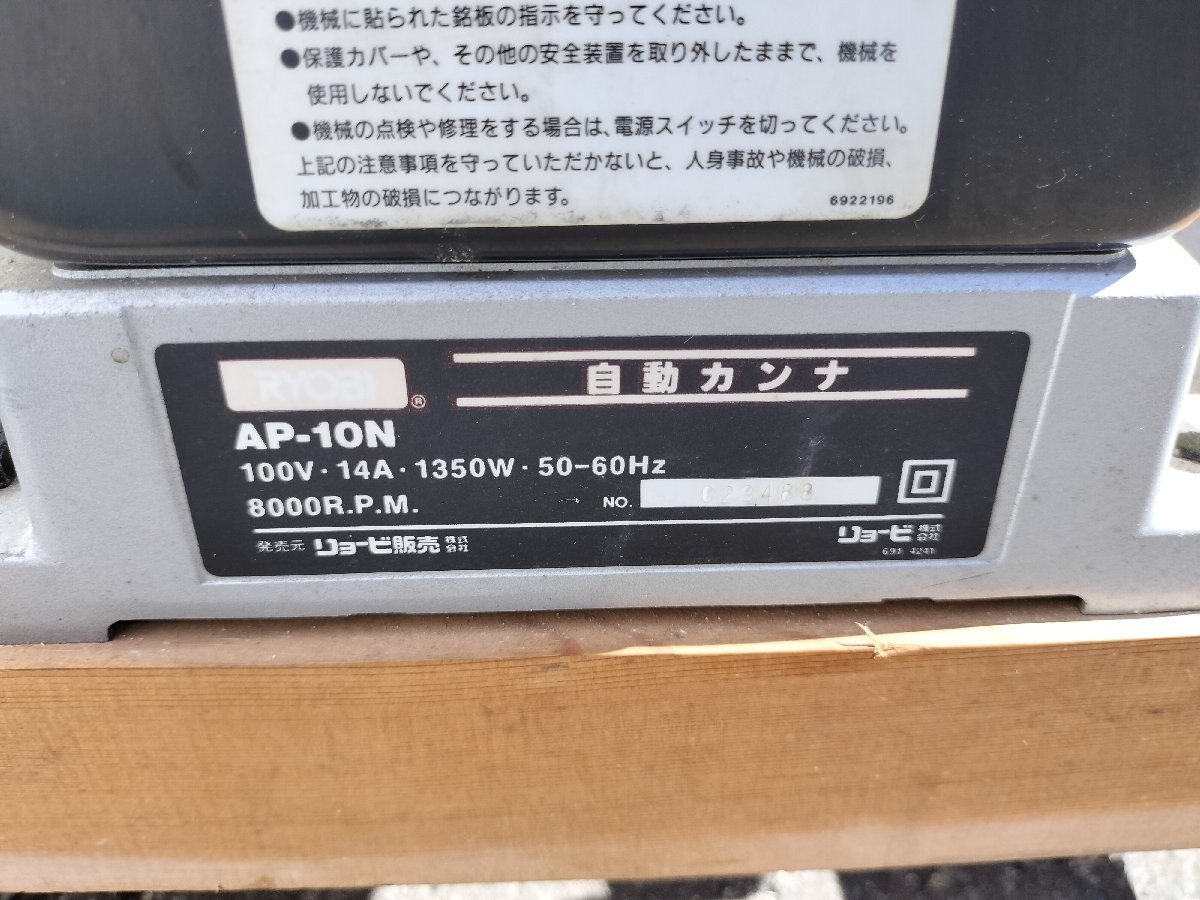 ●機械に貼られた銘板の指示を守ってください。
●保護カバーや、その他の安全装置を取り外したままで、機械を
使用しないでください。
●機械の点検や修理をする場合は、電源スイッチを切ってください。
上記の注意事項を守っていただかないと、人身事故や機械の破損、
加工物の破損につながります。
6922196
RYOBI® 自動カンナ
AP-10N
100V・14A・1350W・50-60Hz
8000R.P.M.
NO. C23488
発売元 リョービ販売株式会社
リョービ株式会社
691 4241